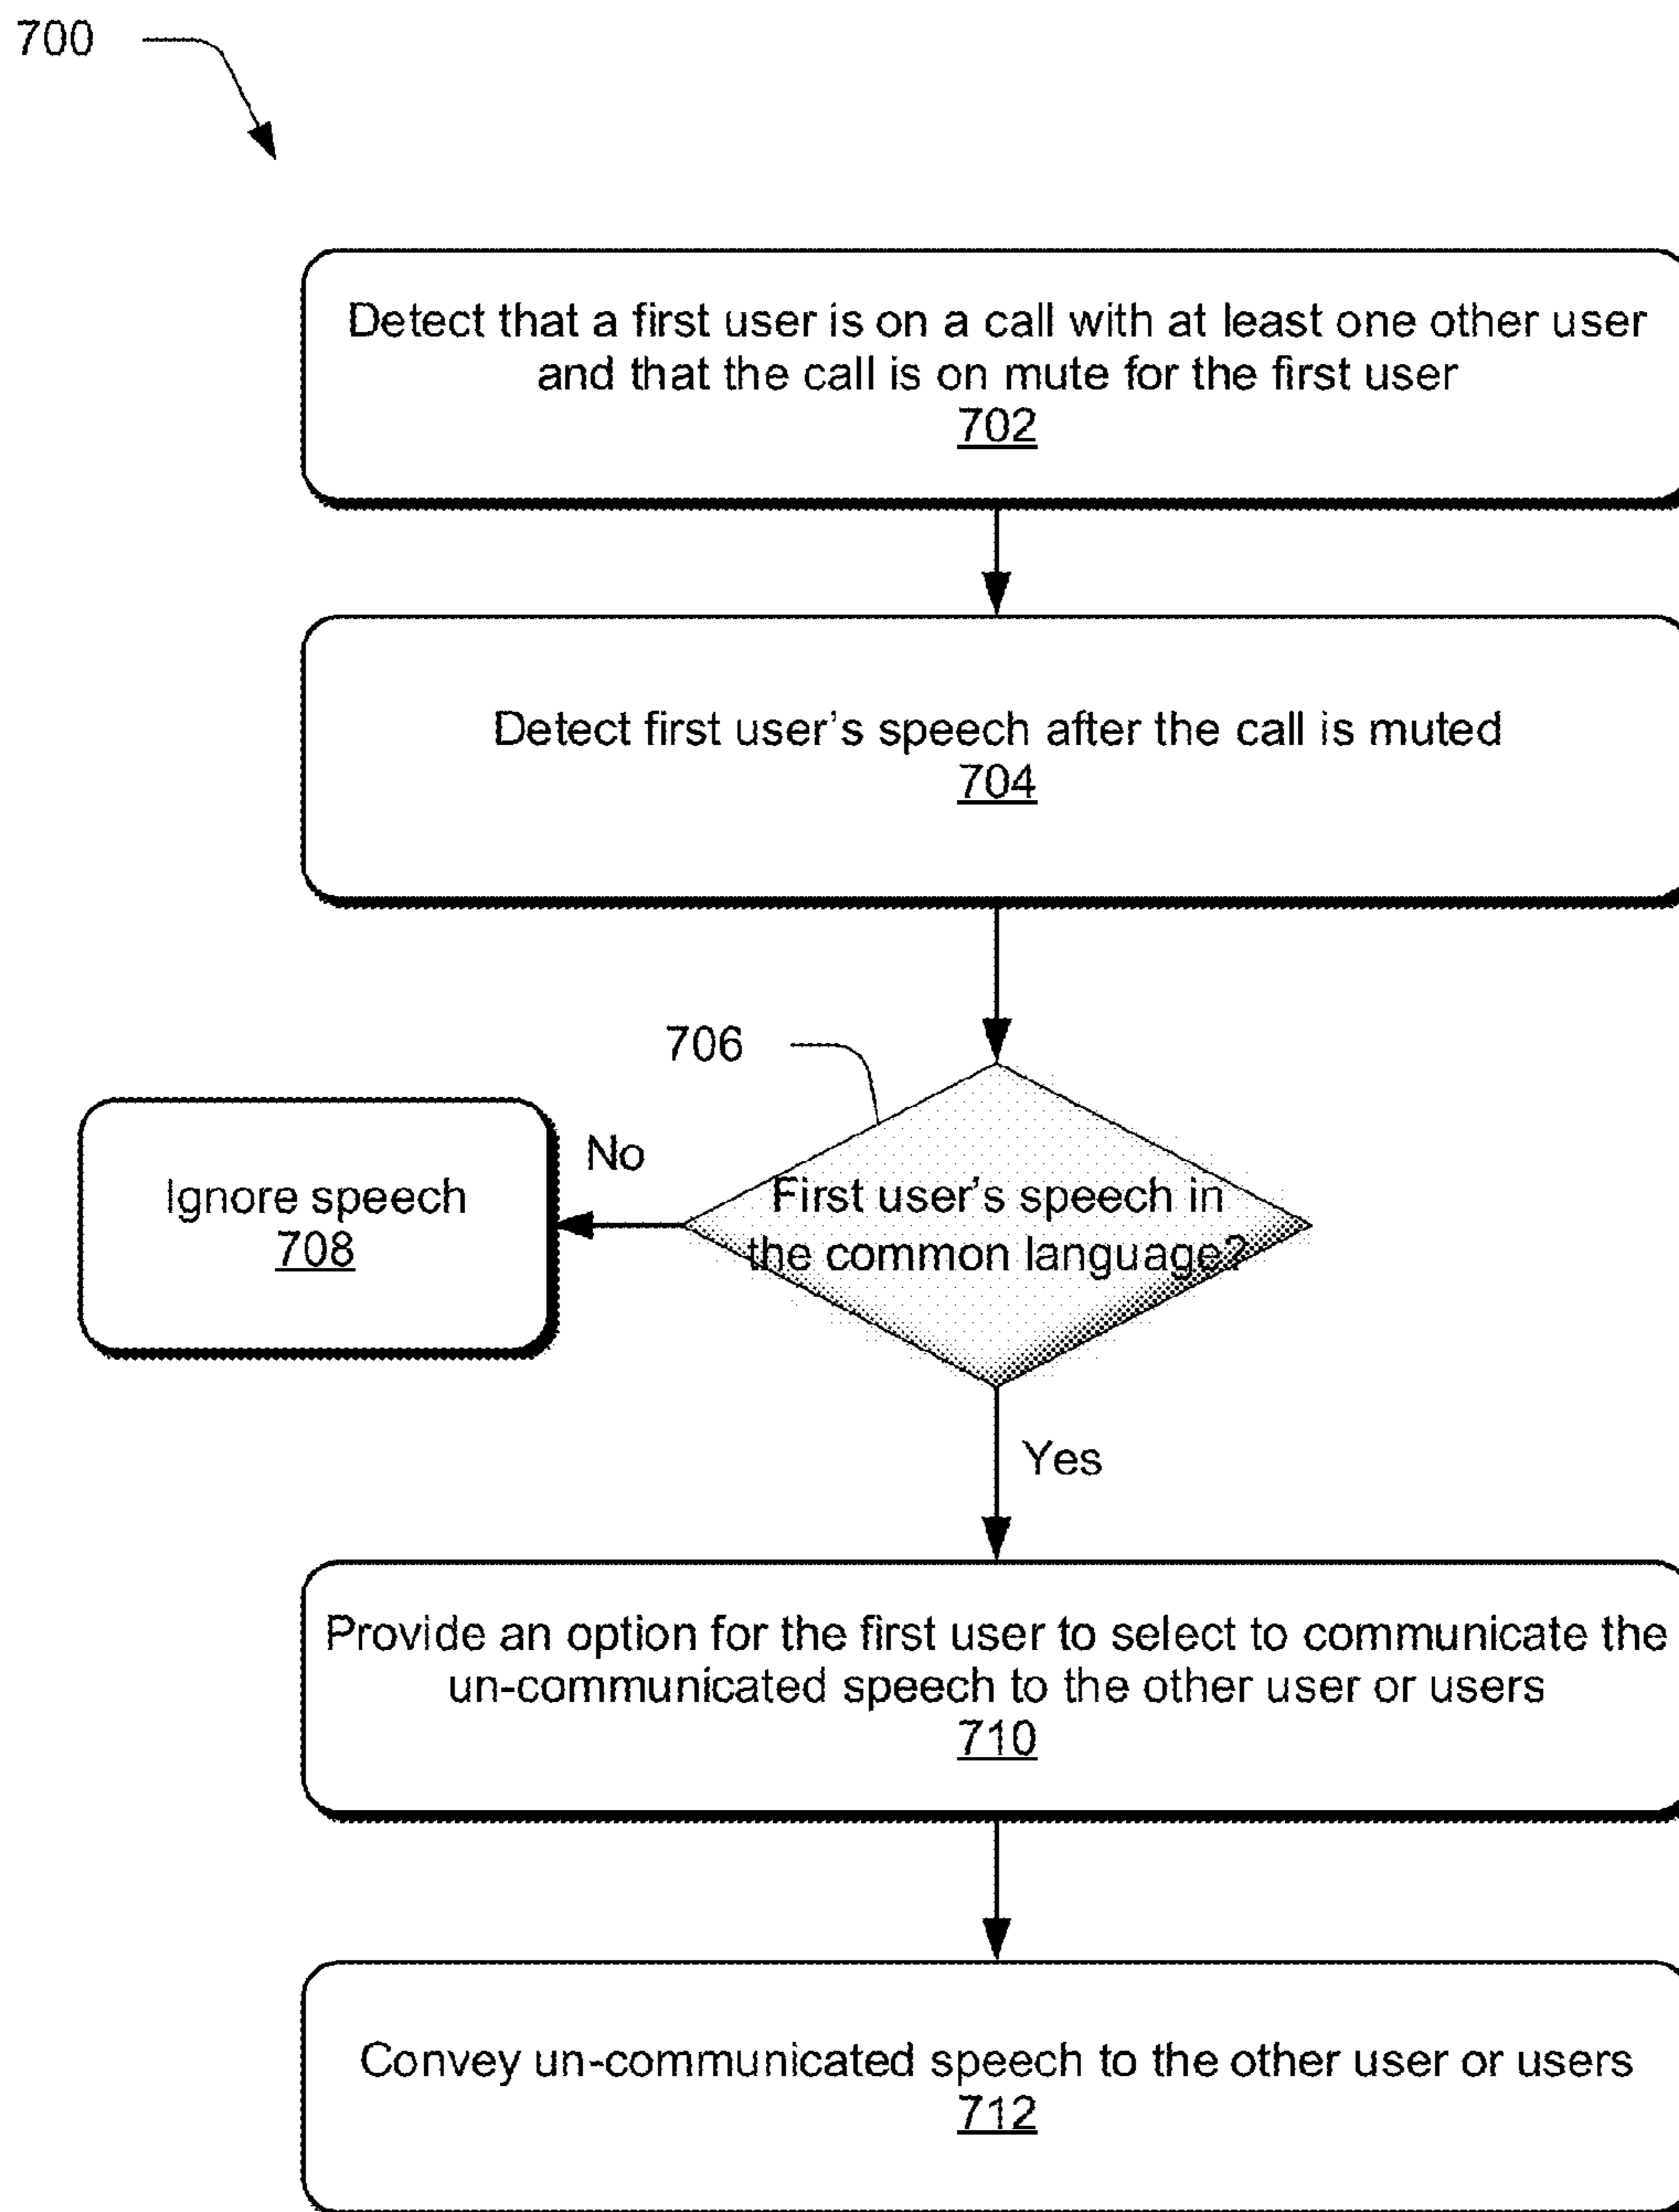 700
Detect that a first user is on a call with at least one other user
and that the call is on mute for the first user
702
Detect first user's speech after the call is muted
704
706
No
First user's speech in
the common language?
Ignore speech
708
Yes
Provide an option for the first user to select to communicate the
un-communicated speech to the other user or users
710
Convey un-communicated speech to the other user or users
712